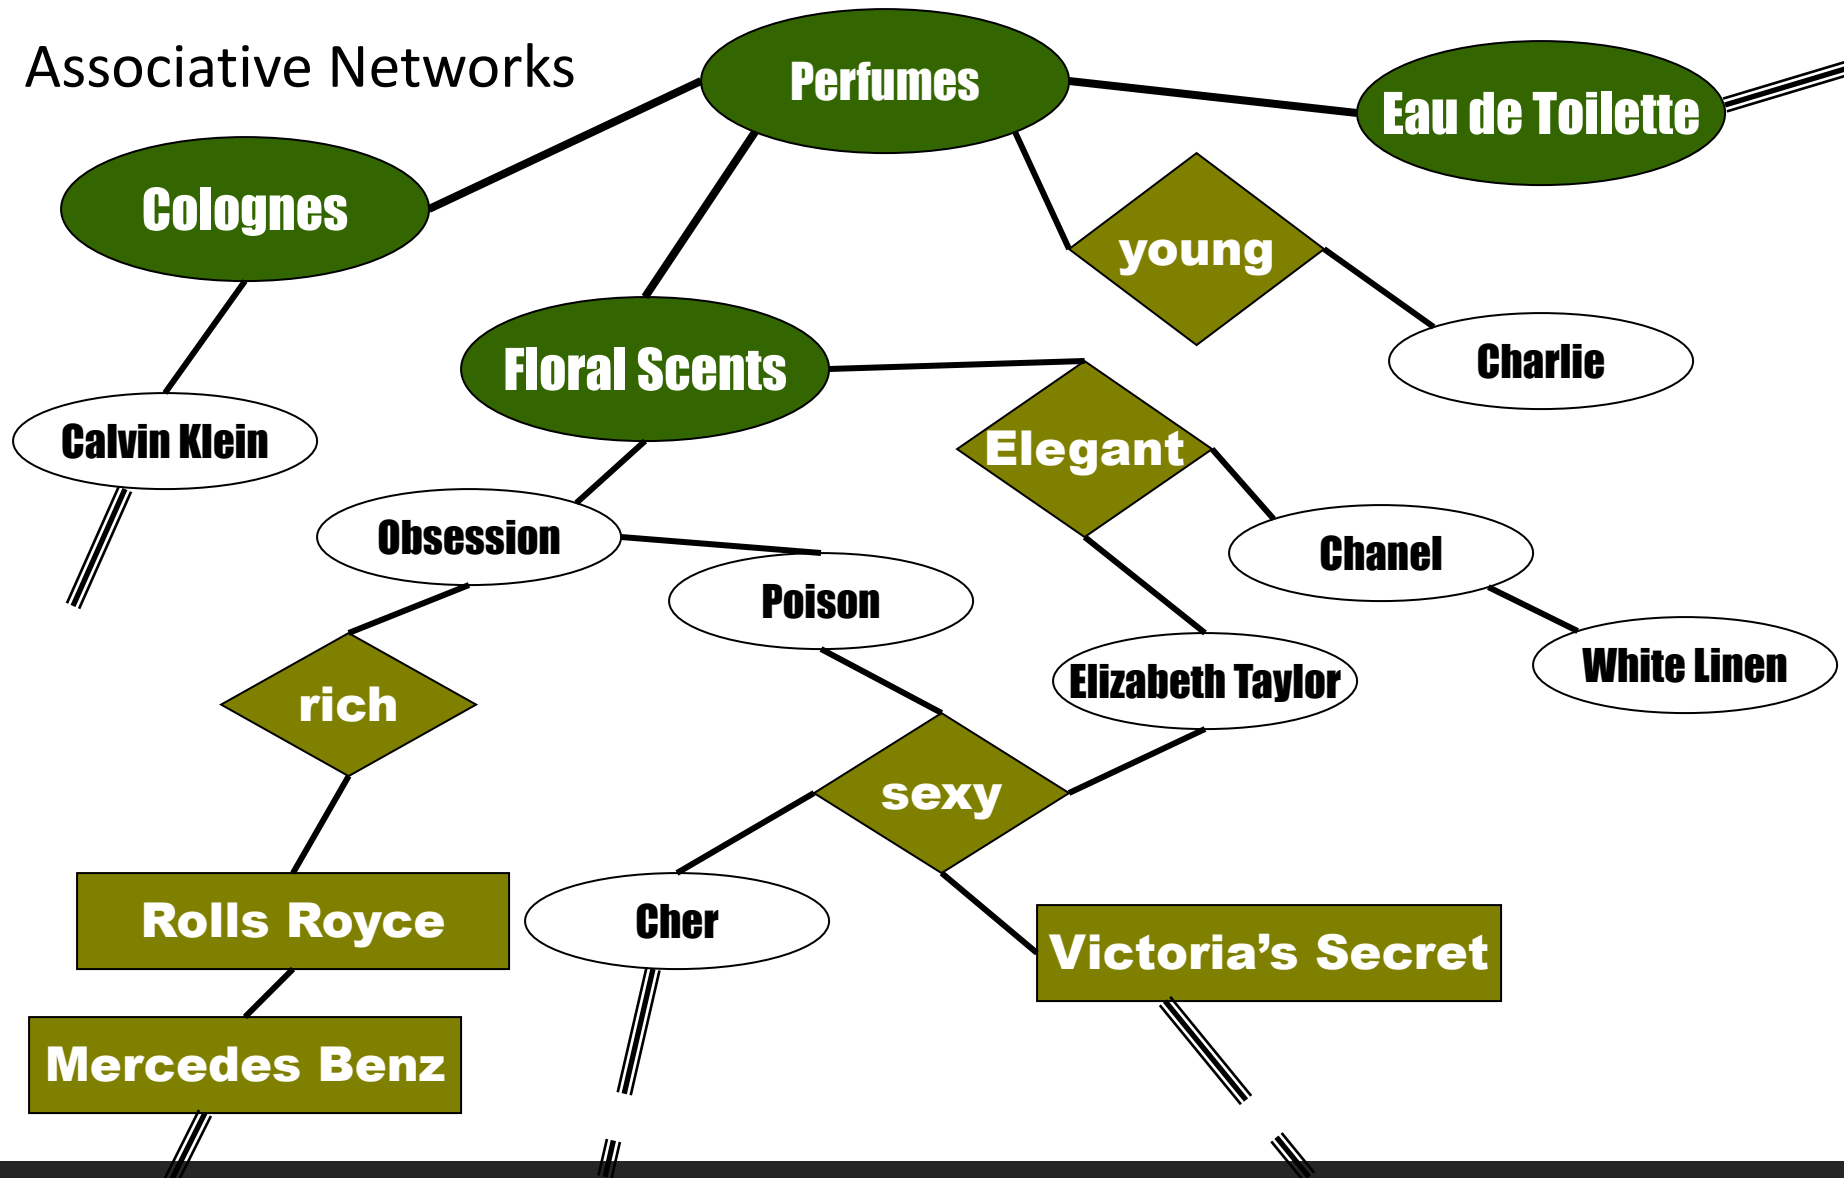 Associative Networks
Perfumes
Eau de Toilette
Colognes
young
Floral Scents
Charlie
Calvin Klein
Elegant
Obsession
Chanel
Poison
White Linen
Elizabeth Taylor
rich
sexy
Rolls Royce
Cher
Victoria’s Secret
Mercedes Benz